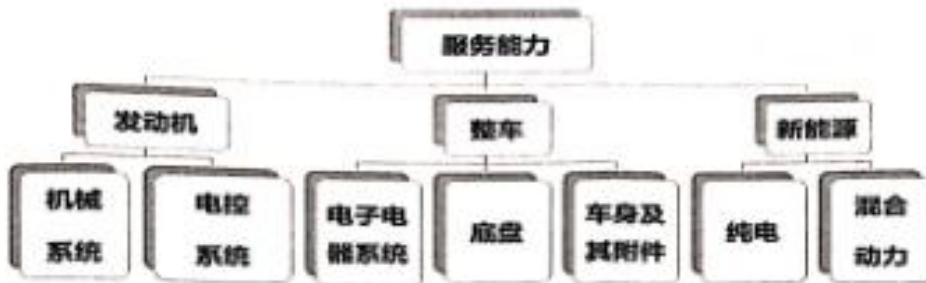 服务能力
发动机
整车
新能源
机械
系统
电控
系统
电子电
器系统
底盘
车身及
其附件
纯电
混合
动力